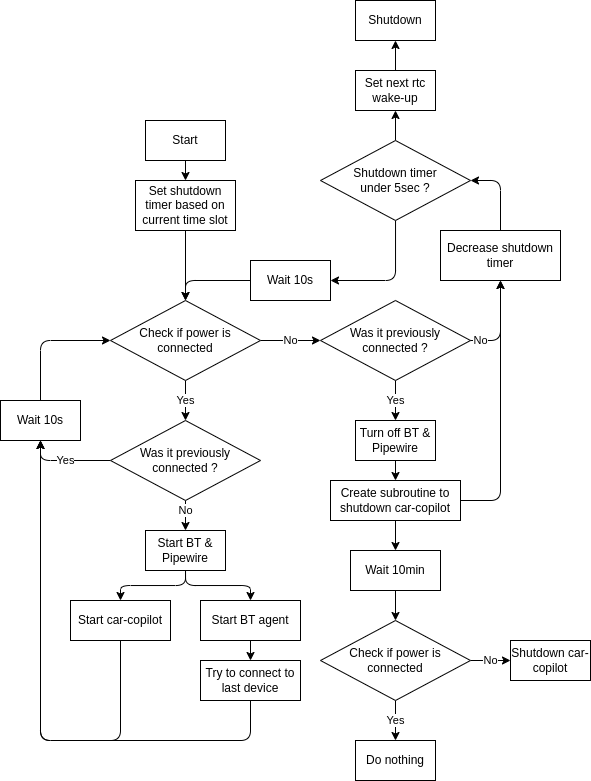 Shutdown
Set next rtc
wake-up
Start
Shutdown timer
under 5sec ?
Set shutdown
timer based on
current time slot
Decrease shutdown
timer
Wait 10s
Check if power is
connected
No
Was it previously
connected ?
No
Yes
Yes
Wait 10s
Turn off BT &
Pipewire
Yes
Was it previously
connected ?
Create subroutine to
shutdown car-copilot
No
Start BT &
Pipewire
Wait 10min
Start car-copilot
Start BT agent
Check if power is
connected
No
Shutdown car-
copilot
Try to connect to
last device
Yes
Do nothing